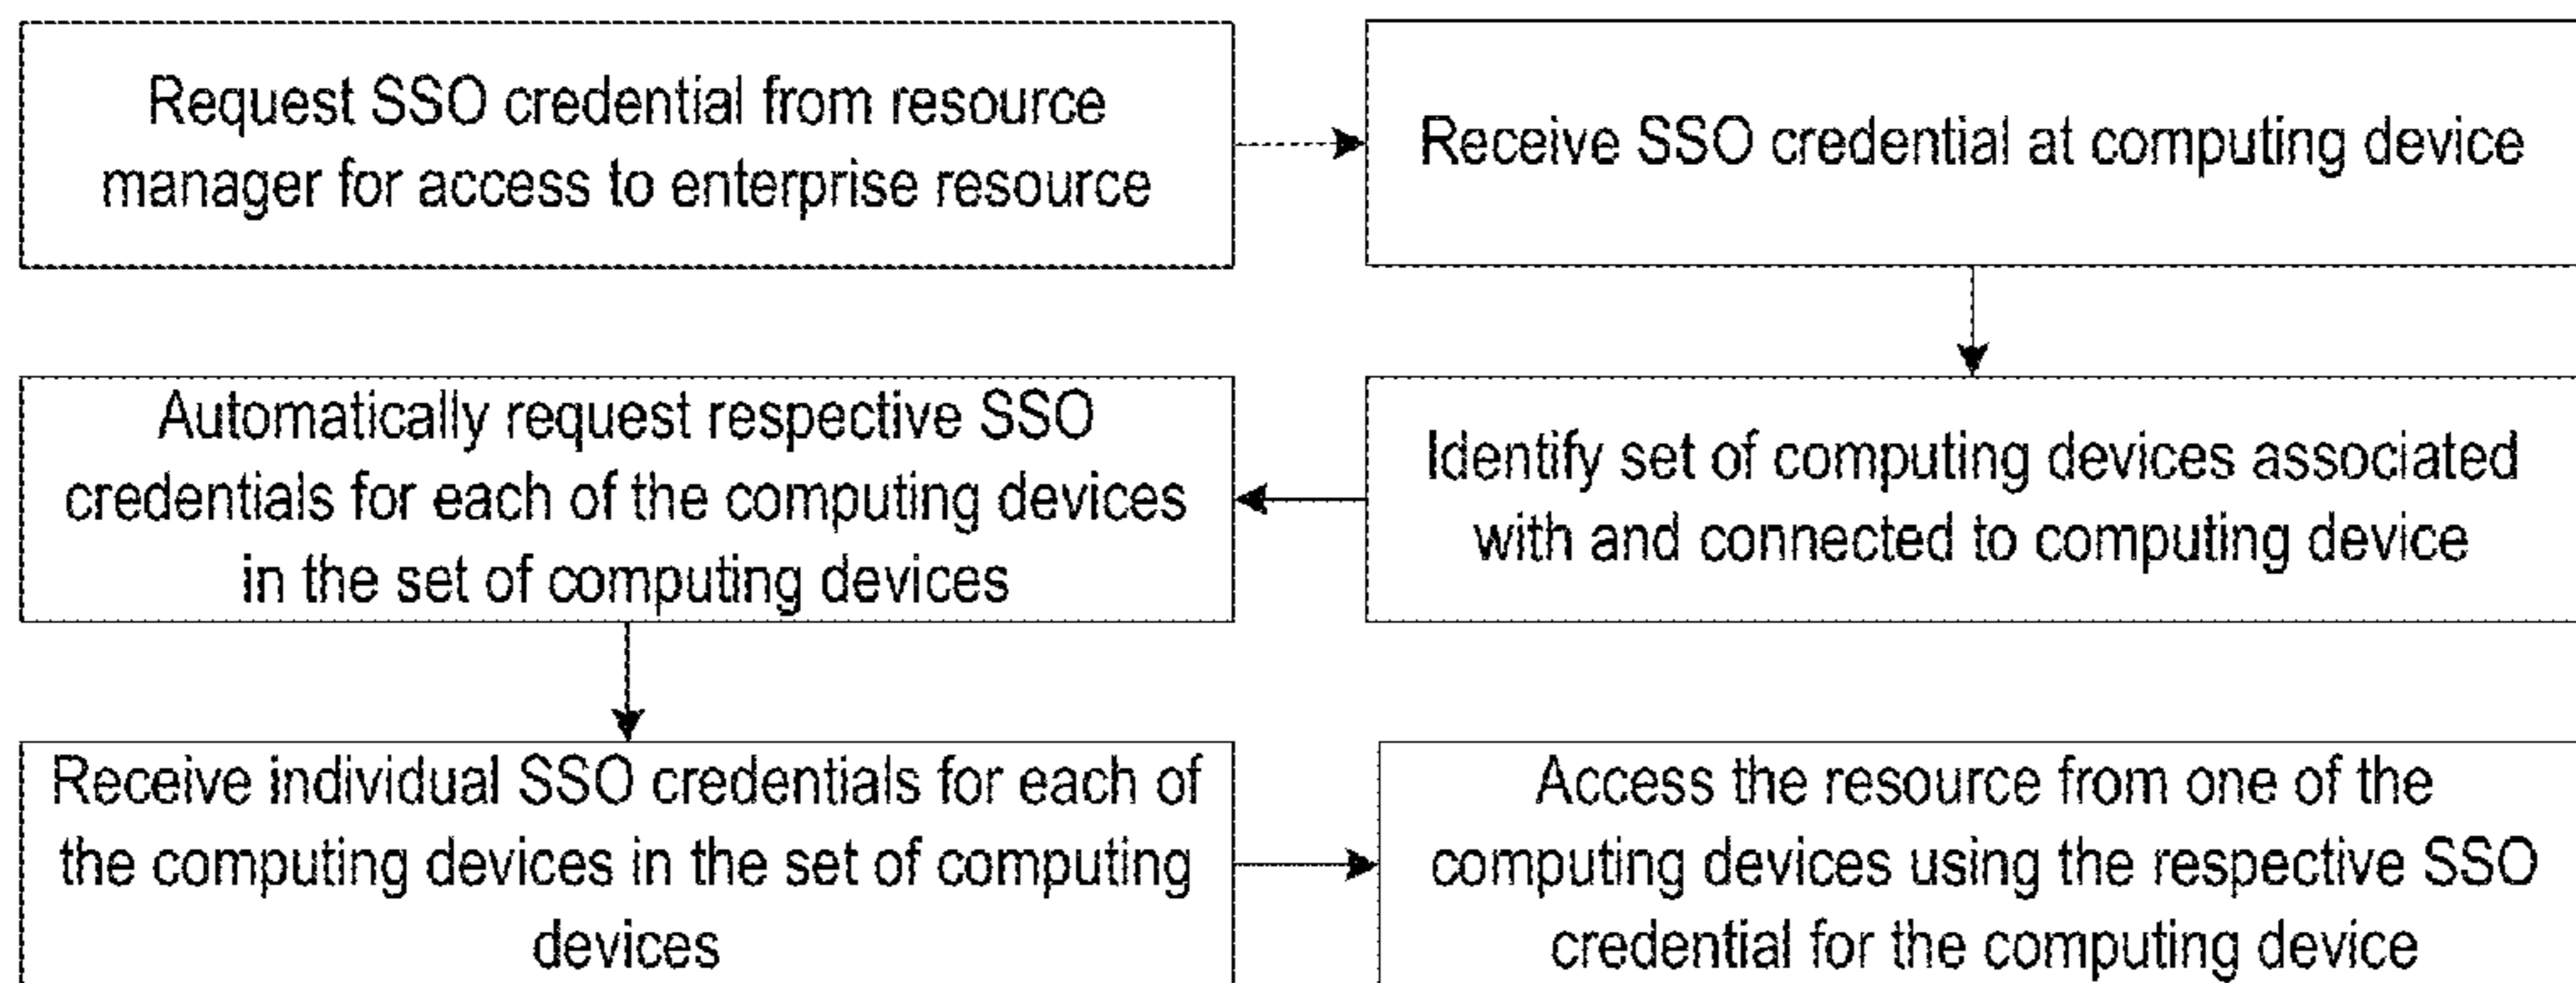 Request SSO credential from resource
manager for access to enterprise resource
Receive SSO credential at computing device
Identify set of computing devices associated
with and connected to computing device
Automatically request respective SSO
credentials for each of the computing devices
in the set of computing devices
Receive individual SSO credentials for each of
the computing devices in the set of computing
devices
Access the resource from one of the
computing devices using the respective SSO
credential for the computing device